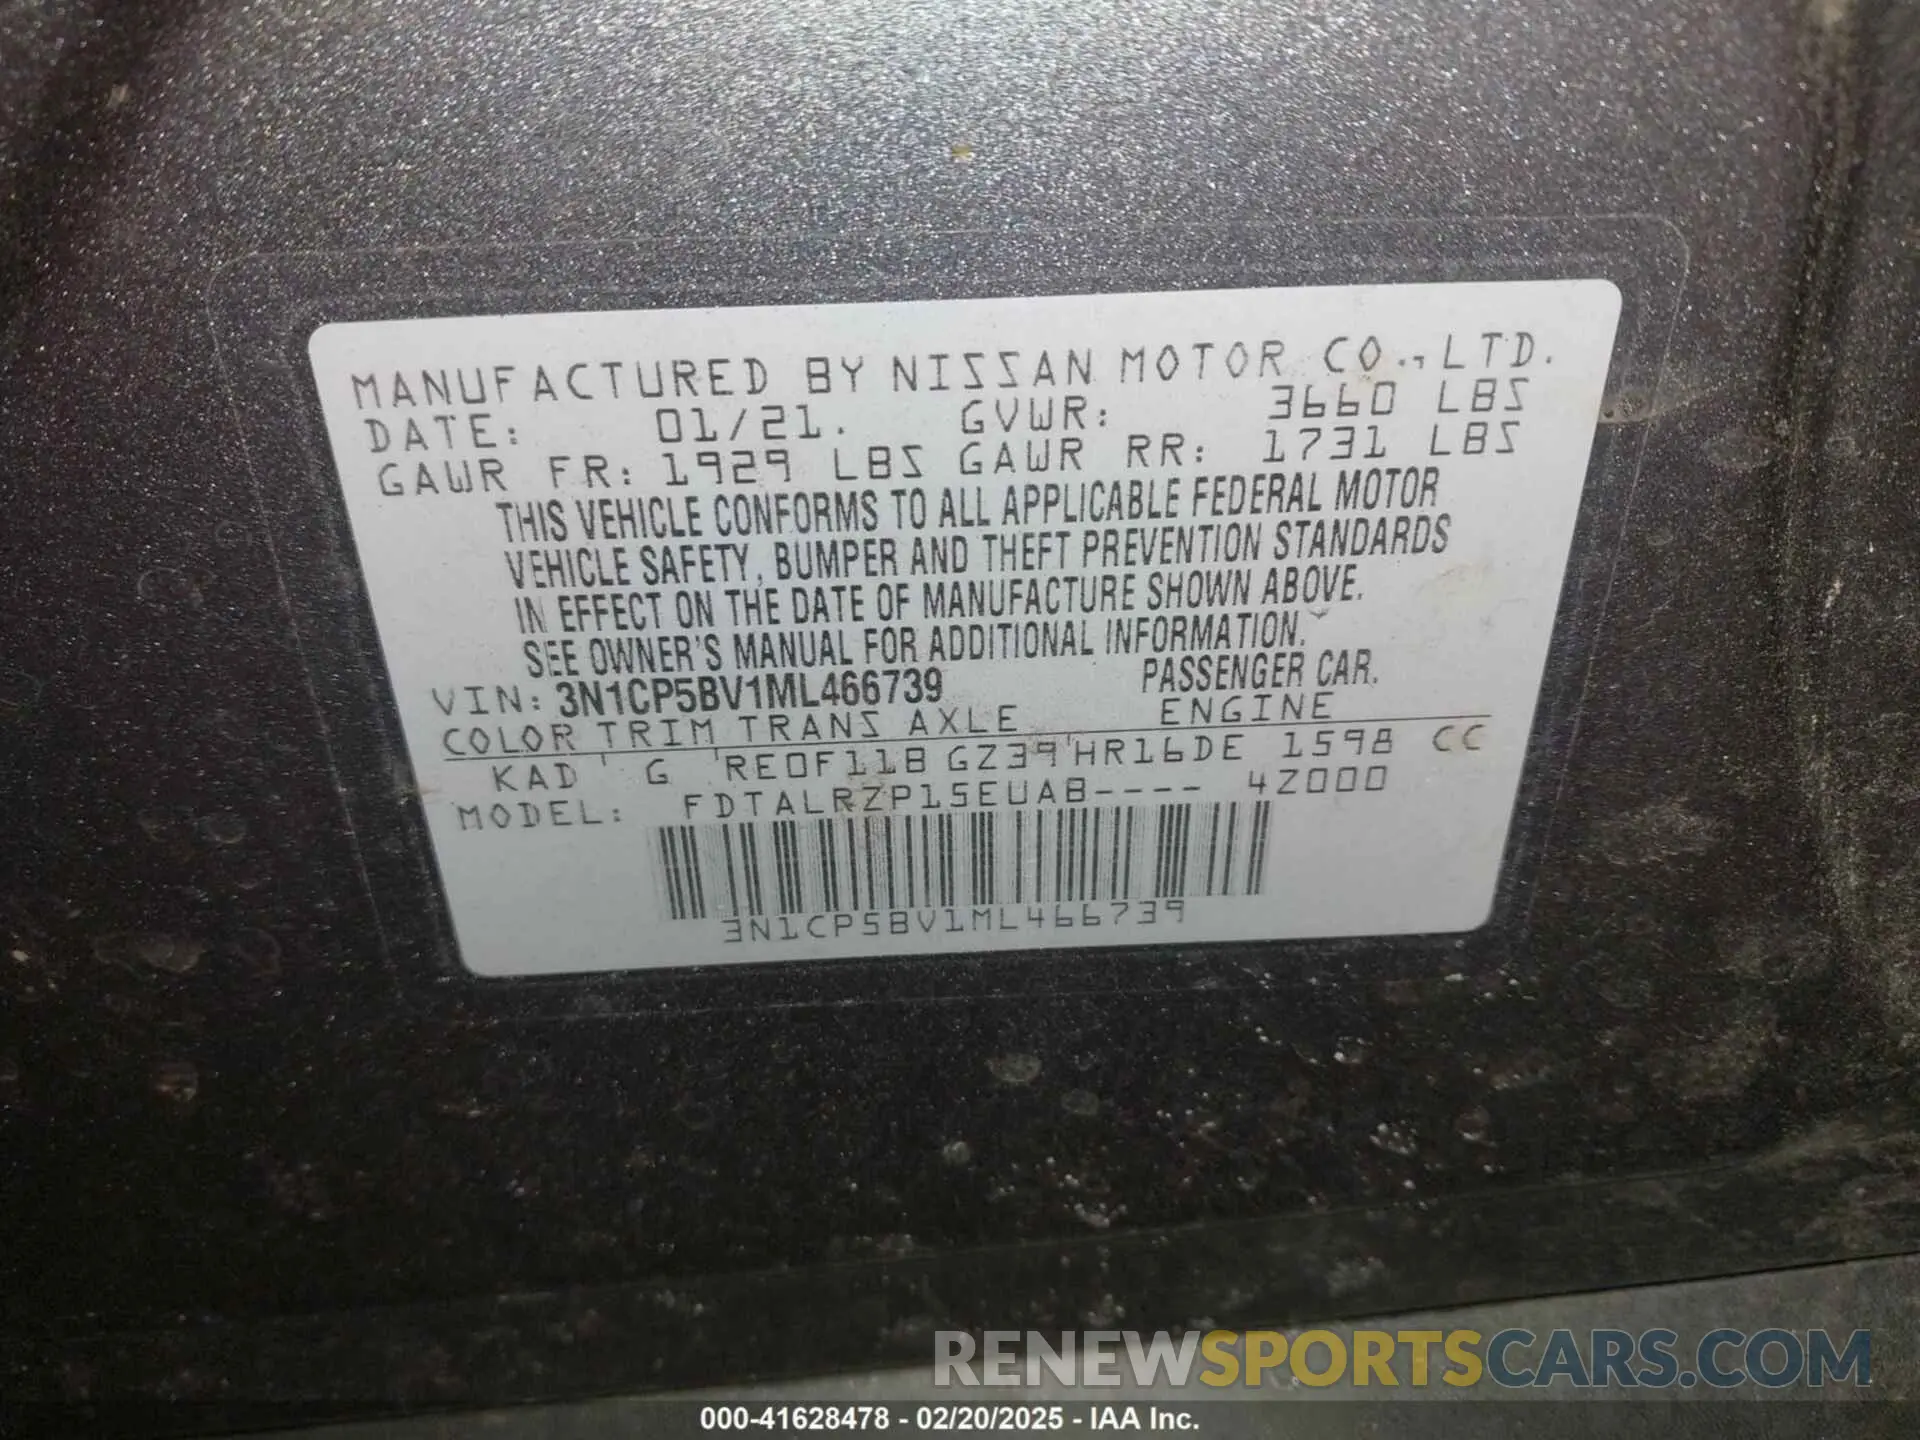 MANUFACTURED BY NISSAN MOTOR CO., LTD.
DATE: 01/21. GVWR: 3660 LBS
GAWR FR: 1929 LBS GAWR RR: 1731 LBS
THIS VEHICLE CONFORMS TO ALL APPLICABLE FEDERAL MOTOR
VEHICLE SAFETY, BUMPER AND THEFT PREVENTION STANDARDS
IN EFFECT ON THE DATE OF MANUFACTURE SHOWN ABOVE.
SEE OWNER'S MANUAL FOR ADDITIONAL INFORMATION.
VIN: 3N1CP5BV1ML466739 PASSENGER CAR.
COLOR TRIM TRANS AXLE ENGINE
KAD ' G 'RE0F11B GZ39'HR16DE 1598 CC
MODEL: FDTALRZP15EUAB---- 4Z000
3N1CP5BV1ML466739
RENEWSPORTSCARS.COM
000-41628478 - 02/20/2025 - IAA Inc.